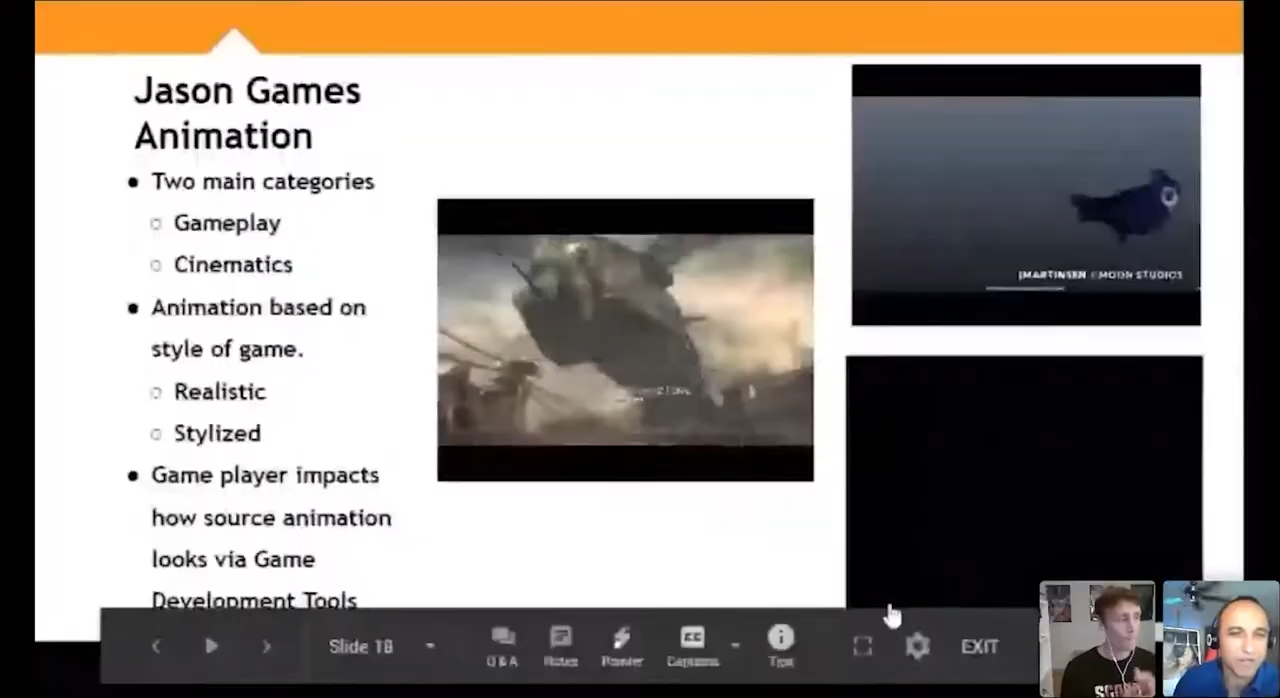 Jason Games
Animation
Two main categories
Gameplay
Cinematics
Animation based on
style of game.
Realistic
Stylized
Game player impacts
how source animation
looks via Game
Development Tools
JMARTINSEN © MOON STUDIOS
Slide 18
Q & A
Notes
Pointer
Captions
Tips
EXIT